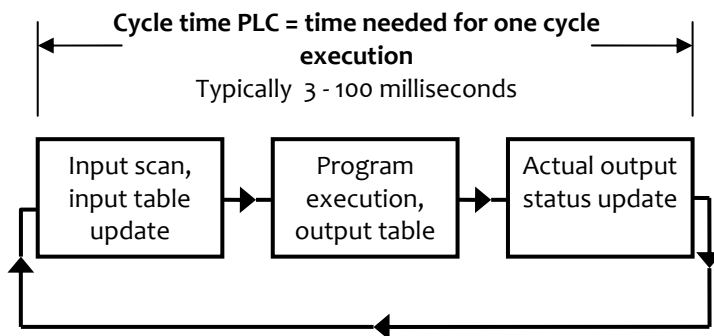 Cycle time PLC = time needed for one cycle
execution
Typically 3 - 100 milliseconds
Input scan,
input table
update
Program
execution,
output table
Actual output
status update